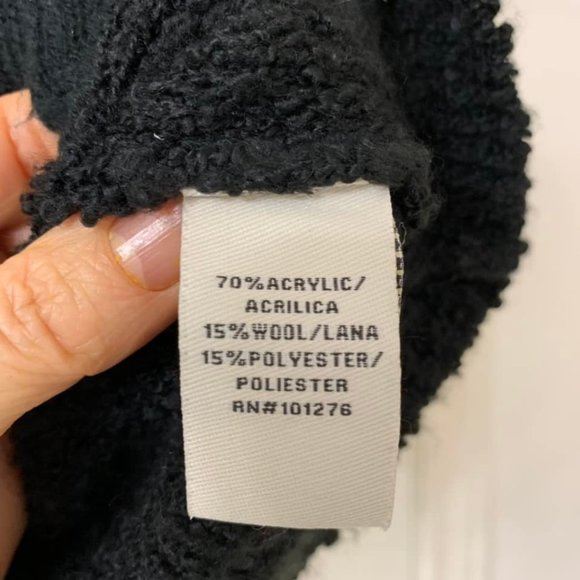 70%ACRYLIC/
ACRILICA
15%WOOL/LANA
15%POLYESTER/
POLIESTER
RN#101276